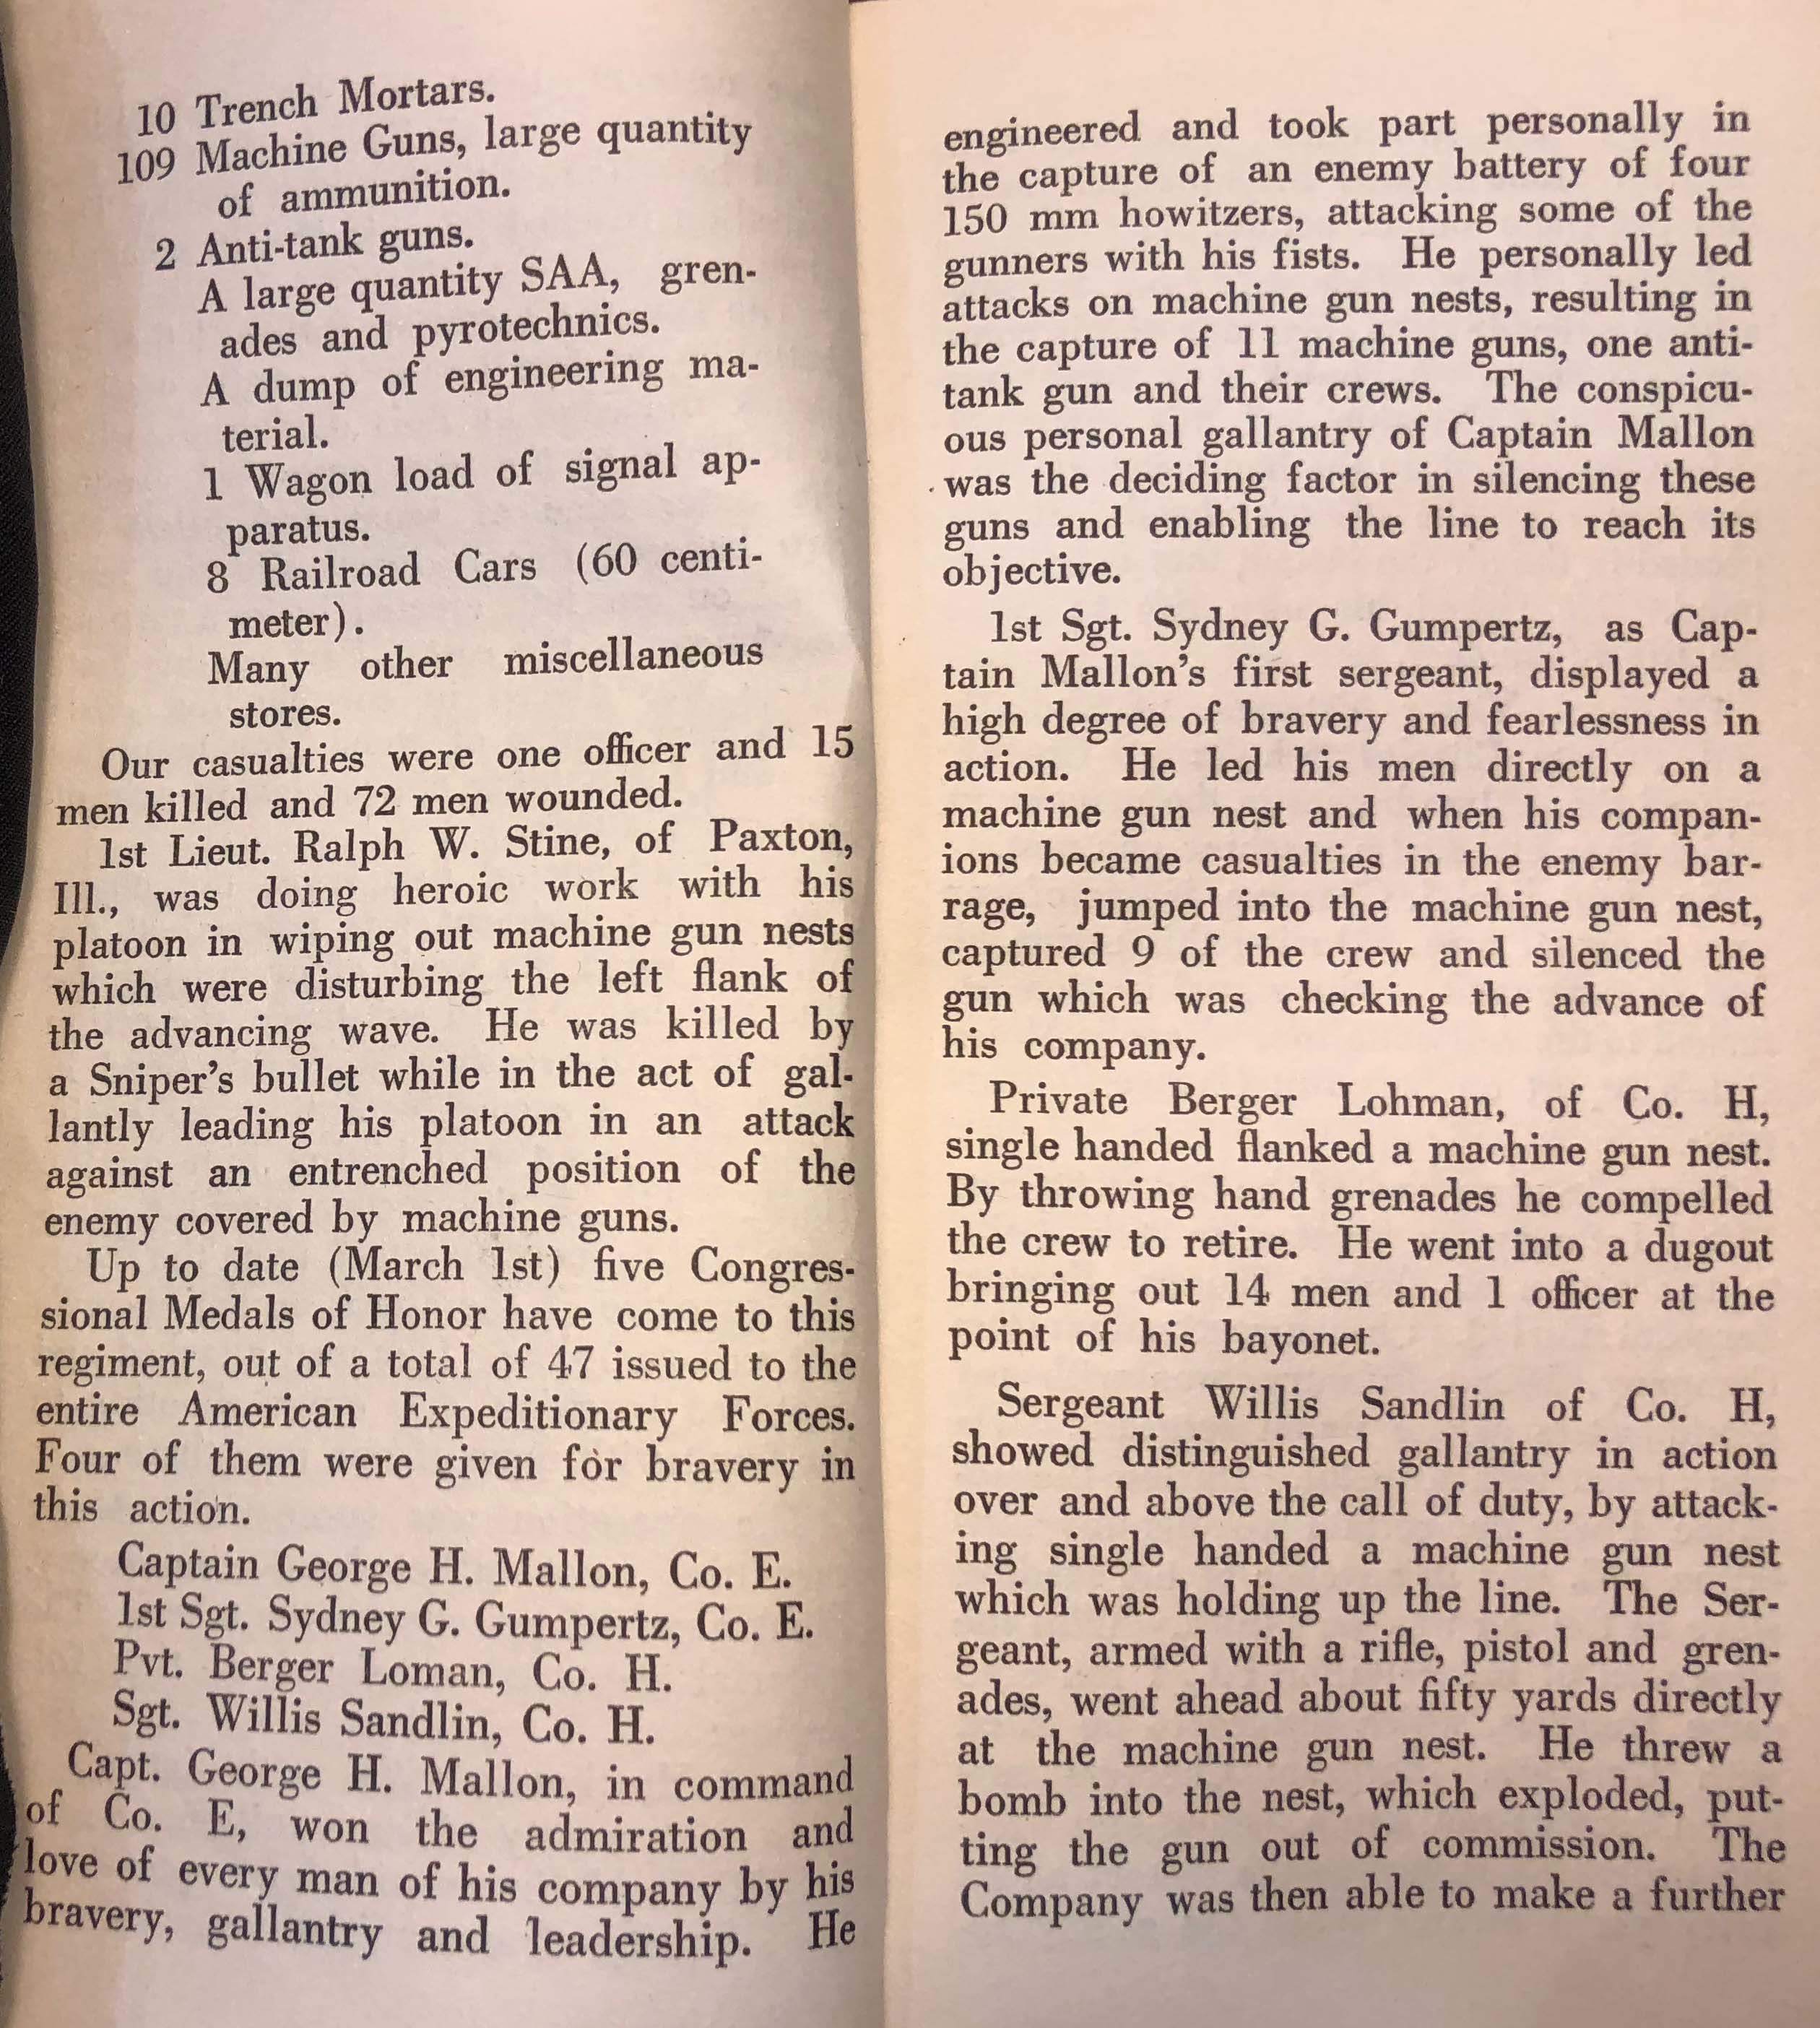 10 Trench Mortars.
109 Machine Guns, large quantity
of ammunition.
2 Anti-tank guns.
A large quantity SAA, gren-
ades and pyrotechnics.
A dump of engineering ma-
terial.
1 Wagon load of signal ap-
paratus.
8 Railroad Cars (60 centi-
meter).
Many other miscellaneous
stores.
Our casualties were one officer and 15
men killed and 72 men wounded.
1st Lieut. Ralph W. Stine, of Paxton,
Ill., was doing heroic work with his
platoon in wiping out machine gun nests
which were disturbing the left flank of
the advancing wave. He was killed by
a Sniper's bullet while in the act of gal-
lantly leading his platoon in an attack
against an entrenched position of the
enemy covered by machine guns.
Up to date (March 1st) five Congres-
sional Medals of Honor have come to this
regiment, out of a total of 47 issued to the
entire American Expeditionary Forces.
Four of them were given for bravery in
this action.
Captain George H. Mallon, Co. E.
1st Sgt. Sydney G. Gumpertz, Co. E.
Pvt. Berger Loman, Co. H.
Sgt. Willis Sandlin, Co. H.
Capt. George H. Mallon, in command
of Co. E, won the admiration and
love of every man of his company by his
bravery, gallantry and leadership. He
engineered and took part personally in
the capture of an enemy battery of four
150 mm howitzers, attacking some of the
gunners with his fists. He personally led
attacks on machine gun nests, resulting in
the capture of 11 machine guns, one anti-
tank gun and their crews. The conspicu-
ous personal gallantry of Captain Mallon
was the deciding factor in silencing these
guns and enabling the line to reach its
objective.
1st Sgt. Sydney G. Gumpertz, as Cap-
tain Mallon's first sergeant, displayed a
high degree of bravery and fearlessness in
action. He led his men directly on a
machine gun nest and when his compan-
ions became casualties in the enemy bar-
rage, jumped into the machine gun nest,
captured 9 of the crew and silenced the
gun which was checking the advance of
his company.
Private Berger Lohman, of Co. H,
single handed flanked a machine gun nest.
By throwing hand grenades he compelled
the crew to retire. He went into a dugout
bringing out 14 men and 1 officer at the
point of his bayonet.
Sergeant Willis Sandlin of Co. H,
showed distinguished gallantry in action
over and above the call of duty, by attack-
ing single handed a machine gun nest
which was holding up the line. The Ser-
geant, armed with a rifle, pistol and gren-
ades, went ahead about fifty yards directly
at the machine gun nest. He threw a
bomb into the nest, which exploded, put-
ting the gun out of commission. The
Company was then able to make a further